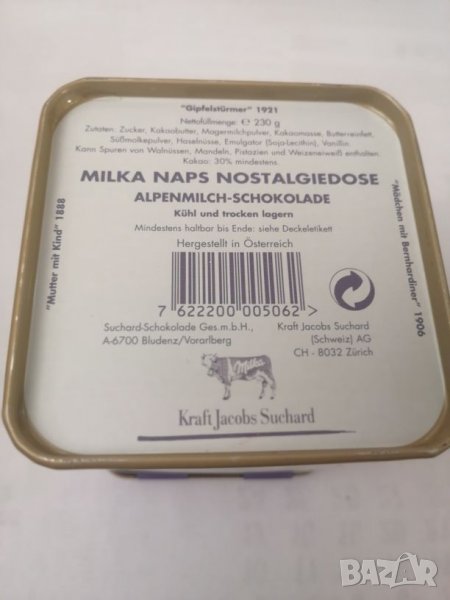 "Gipfelstürmer" 1921
Nettofüllmenge: ℮ 230 g
Zutaten: Zucker, Kakaobutter, Magermilchpulver, Kakaomasse, Butterreinfett,
Süßmolkepulver, Haselnüsse, Emulgator (Soja-Lecithin), Vanillin.
Kann Spuren von Walnüssen, Mandeln, Pistazien und Weizeneiweiß enthalten.
Kakao: 30% mindestens.
MILKA NAPS NOSTALGIEDOSE
ALPENMILCH-SCHOKOLADE
Kühl und trocken lagern
Mindestens haltbar bis Ende: siehe Deckeletikett
Hergestellt in Österreich
"Mutter mit Kind" 1888
"Mädchen mit Bernhardiner" 1906
7 622200 005062 >
Suchard-Schokolade Ges.m.b.H.,
A-6700 Bludenz/Vorarlberg
Kraft Jacobs Suchard
(Schweiz) AG
CH - 8032 Zürich
Milka
Kraft Jacobs Suchard
BAZAR